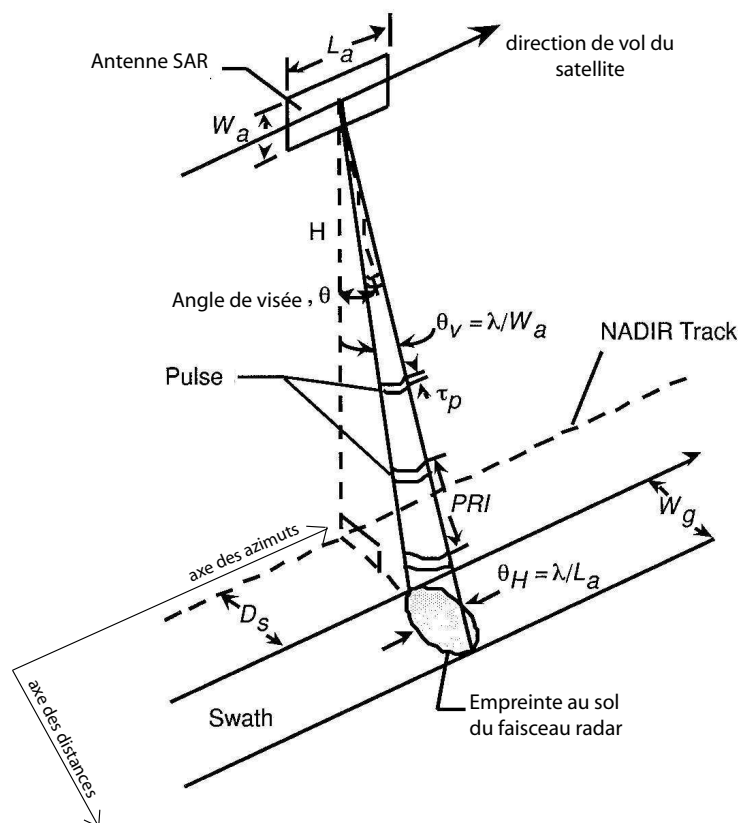 Antenne SAR
L_a
direction de vol du
satellite
W_a
H
Angle de visée, θ
θ_v = λ/W_a
NADIR Track
Pulse
τ_p
PRI
W_g
axe des azimuts
θ_H = λ/L_a
D_s
axe des distances
Swath
Empreinte au sol
du faisceau radar